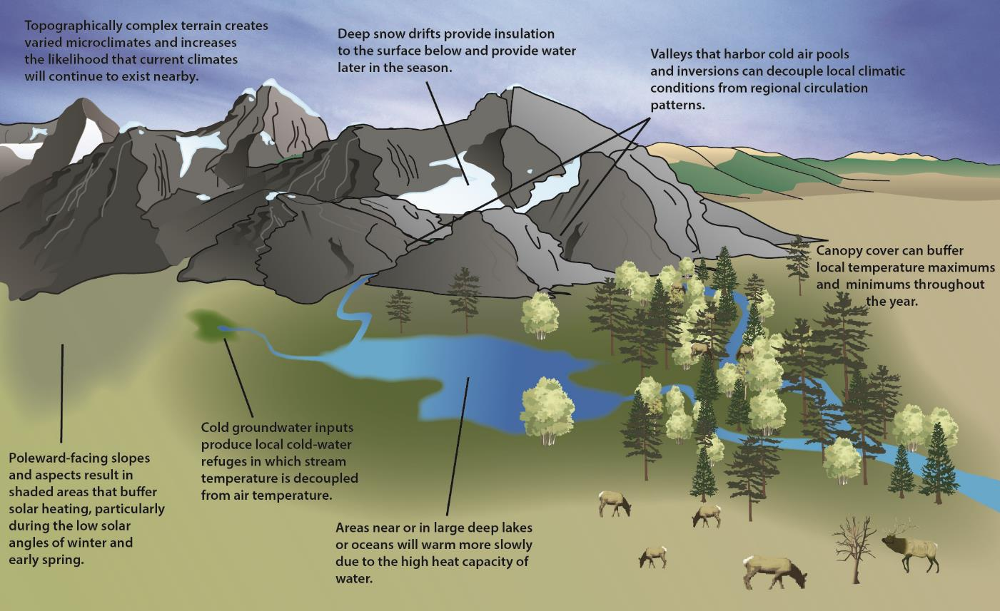 Topographically complex terrain creates
varied microclimates and increases
the likelihood that current climates
will continue to exist nearby.
Deep snow drifts provide insulation
to the surface below and provide water
later in the season.
Valleys that harbor cold air pools
and inversions can decouple local climatic
conditions from regional circulation
patterns.
Canopy cover can buffer
local temperature maximums
and minimums throughout
the year.
Poleward-facing slopes
and aspects result in
shaded areas that buffer
solar heating, particularly
during the low solar
angles of winter and
early spring.
Cold groundwater inputs
produce local cold-water
refuges in which stream
temperature is decoupled
from air temperature.
Areas near or in large deep lakes
or oceans will warm more slowly
due to the high heat capacity of
water.